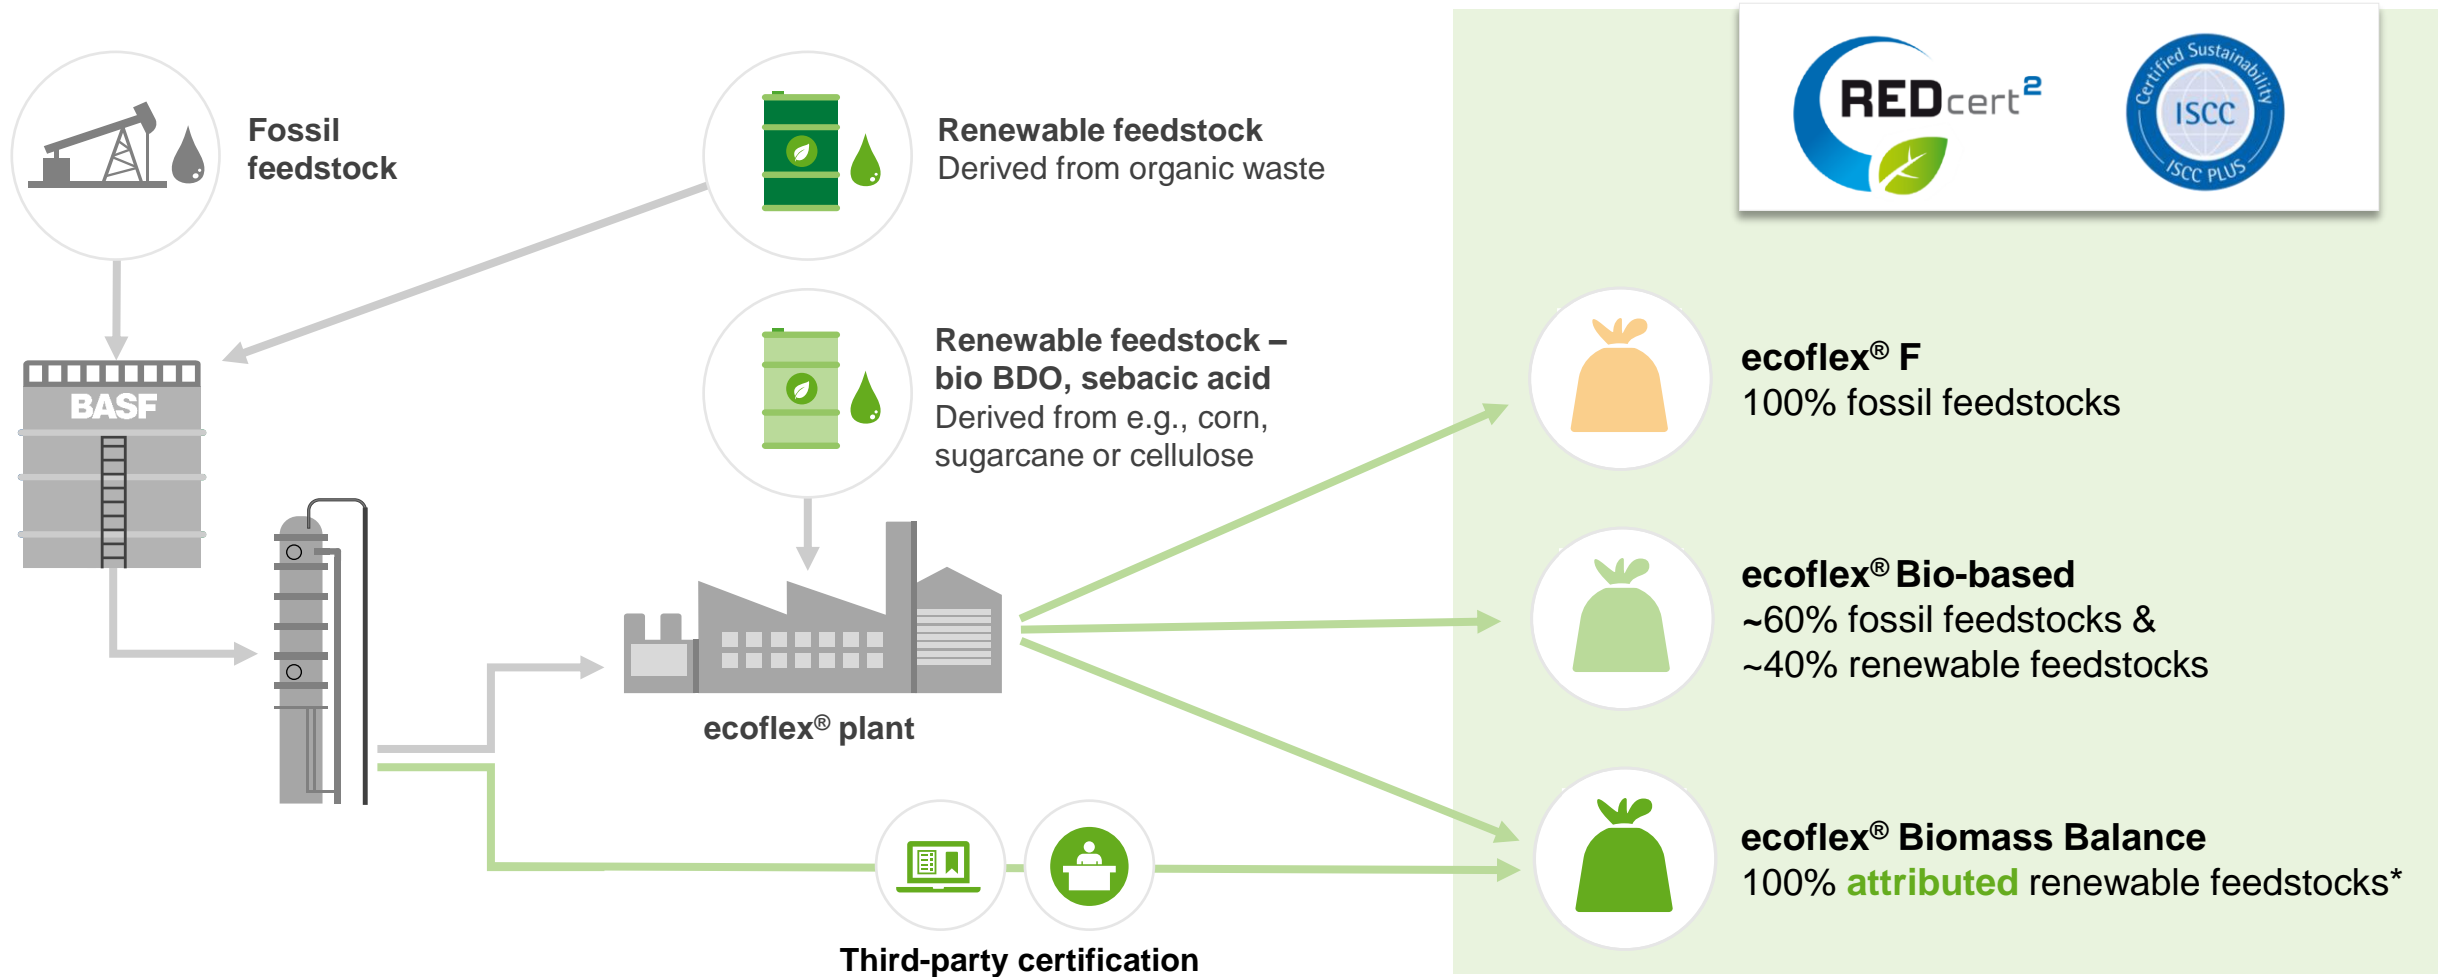 Fossil
feedstock
Renewable feedstock
Derived from organic waste
REDcert²
Certified Sustainability
ISCC
ISCC PLUS
BASF
Renewable feedstock –
bio BDO, sebacic acid
Derived from e.g., corn,
sugarcane or cellulose
ecoflex® plant
Third-party certification
ecoflex® F
100% fossil feedstocks
ecoflex® Bio-based
~60% fossil feedstocks &
~40% renewable feedstocks
ecoflex® Biomass Balance
100% attributed renewable feedstocks*